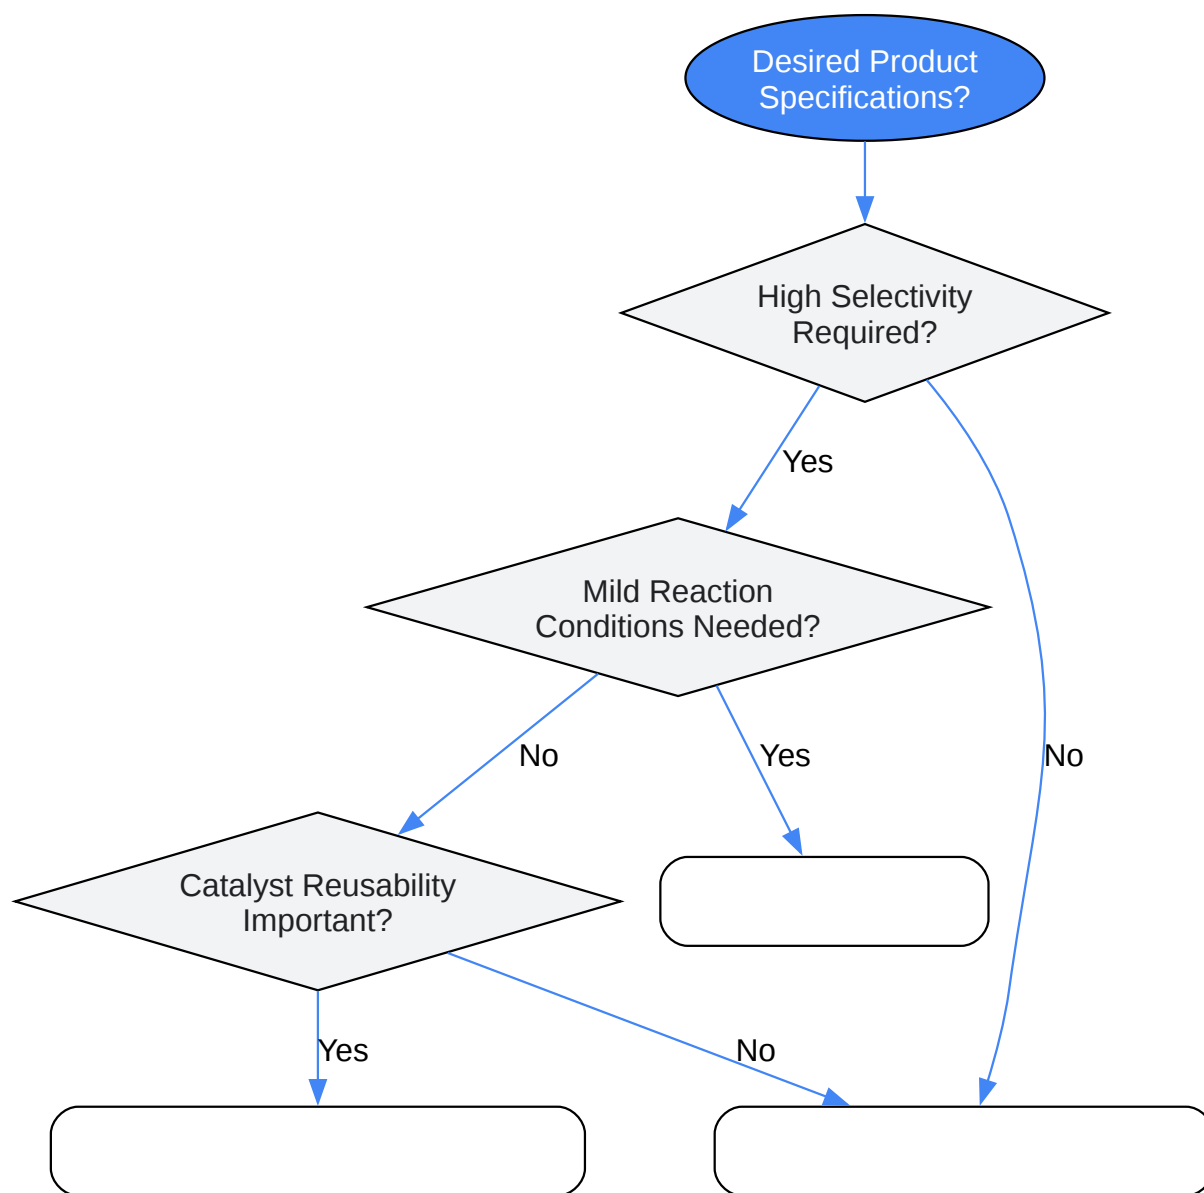 Desired Product
Specifications?
High Selectivity
Required?
Yes
Mild Reaction
Conditions Needed?
No
Yes
No
Catalyst Reusability
Important?
Yes
No